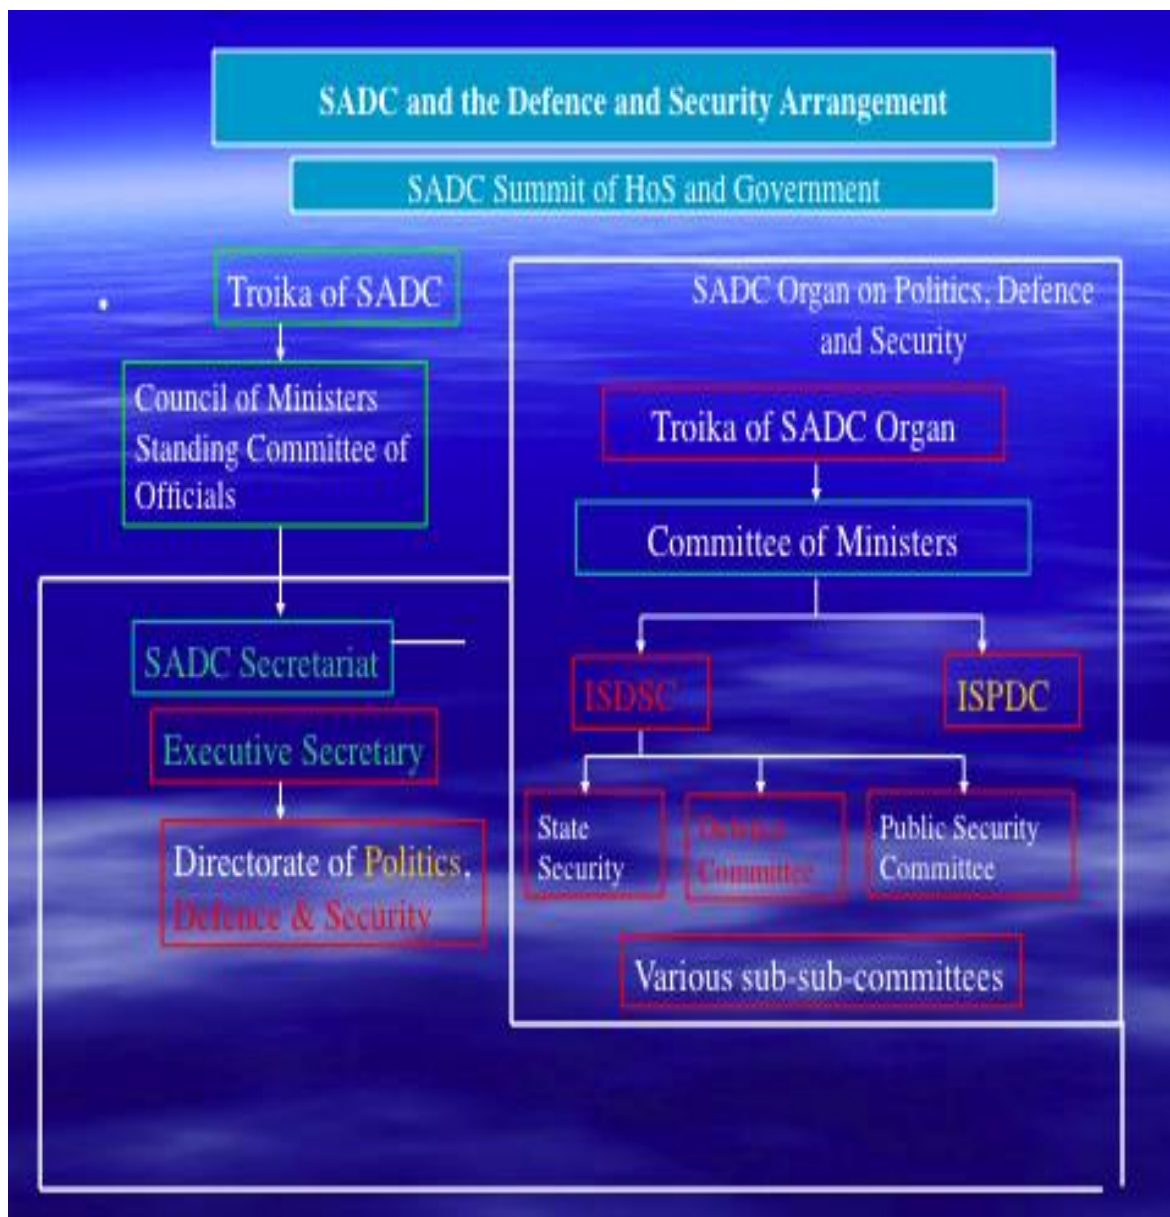 SADC and the Defence and Security Arrangement
SADC Summit of HoS and Government
Troika of SADC
Council of Ministers
Standing Committee of
Officials
SADC Secretariat
Executive Secretary
Directorate of Politics,
Defence & Security
SADC Organ on Politics, Defence
and Security
Troika of SADC Organ
Committee of Ministers
ISDSC
ISPDC
State
Security
Defence
Committee
Public Security
Committee
Various sub-sub-committees